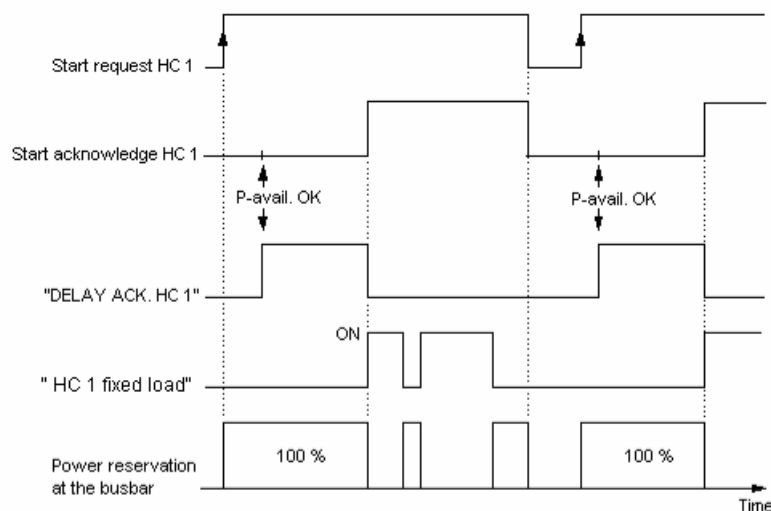 Start request HC 1
Start acknowledge HC 1
P-avail. OK
P-avail. OK
"DELAY ACK. HC 1"
ON
" HC 1 fixed load"
100 %
100 %
Power reservation
at the busbar
Time